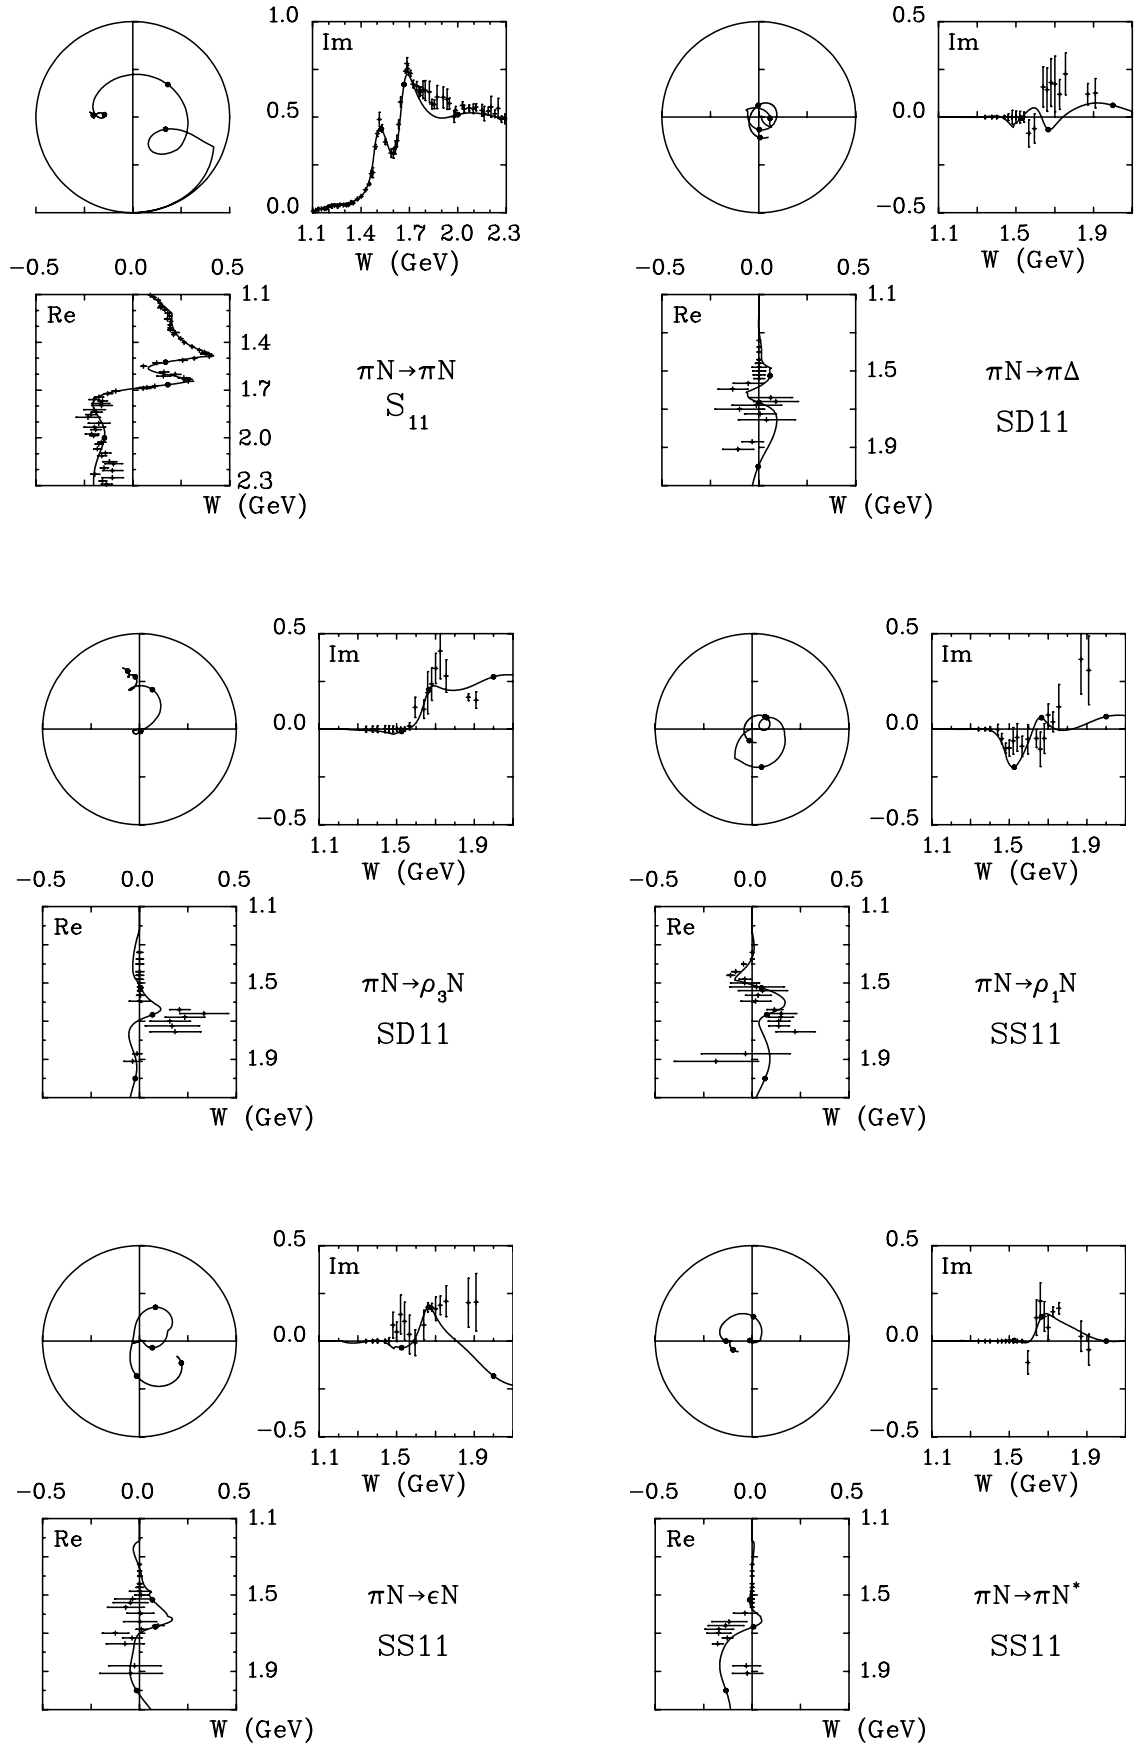 1.0
Im
0.5
0.0
1.1 1.4 1.7 2.0 2.3
W (GeV)
−0.5 0.0 0.5
Re
1.1
1.4
1.7
2.0
2.3
W (GeV)
πN→πN
S11
0.5
Im
0.0
−0.5
1.1 1.5 1.9
W (GeV)
−0.5 0.0 0.5
Re
1.1
1.5
1.9
W (GeV)
πN→πΔ
SD11
0.5
Im
0.0
−0.5
1.1 1.5 1.9
W (GeV)
−0.5 0.0 0.5
Re
1.1
1.5
1.9
W (GeV)
πN→ρ3N
SD11
0.5
Im
0.0
−0.5
1.1 1.5 1.9
W (GeV)
−0.5 0.0 0.5
Re
1.1
1.5
1.9
W (GeV)
πN→ρ1N
SS11
0.5
Im
0.0
−0.5
1.1 1.5 1.9
W (GeV)
−0.5 0.0 0.5
Re
1.1
1.5
1.9
W (GeV)
πN→ϵN
SS11
0.5
Im
0.0
−0.5
1.1 1.5 1.9
W (GeV)
−0.5 0.0 0.5
Re
1.1
1.5
1.9
W (GeV)
πN→πN*
SS11